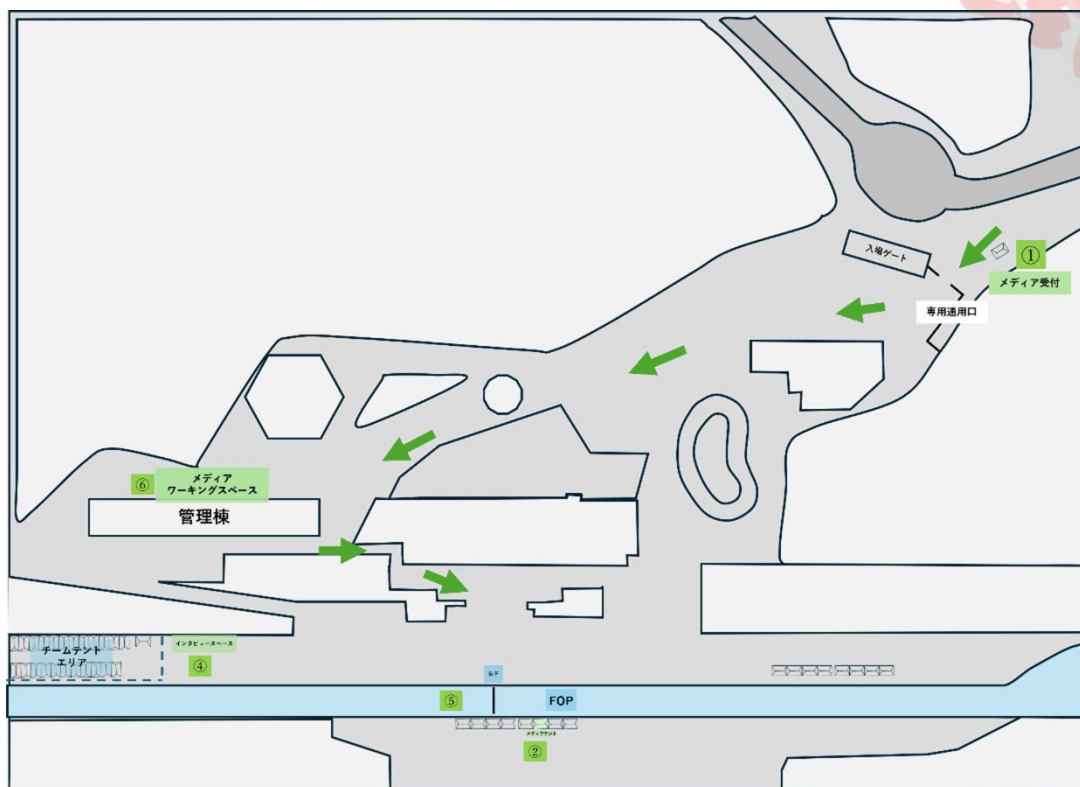 入場ゲート
①
メディア受付
専用通用口
⑥
メディア
ワーキングスペース
管理棟
チームテント
エリア
インタビュースペース
④
S/F
⑤
FOP
メディアテント
②